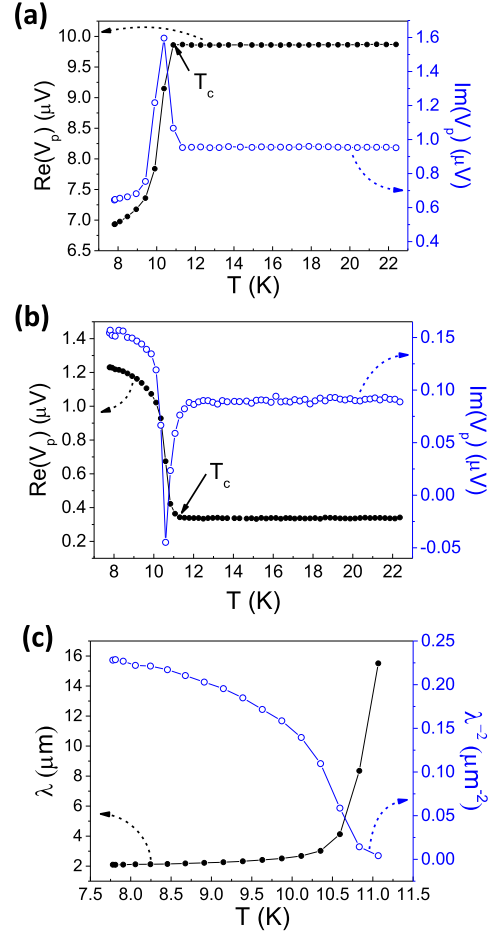 (a)
10.0
9.5
9.0
8.5
8.0
7.5
7.0
6.5
Re(Vp) (μV)
1.6
1.4
1.2
1.0
0.8
0.6
0.4
Im(Vp) (μV)
Tc
8 10 12 14 16 18 20 22
T (K)
(b)
1.4
1.2
1.0
0.8
0.6
0.4
0.2
Re(Vp) (μV)
0.15
0.10
0.05
0.00
-0.05
Im(Vp) (μV)
Tc
8 10 12 14 16 18 20 22
T (K)
(c)
16
14
12
10
8
6
4
2
λ (μm)
0.25
0.20
0.15
0.10
0.05
0.00
λ⁻² (μm⁻²)
7.5 8.0 8.5 9.0 9.5 10.0 10.5 11.0 11.5
T (K)